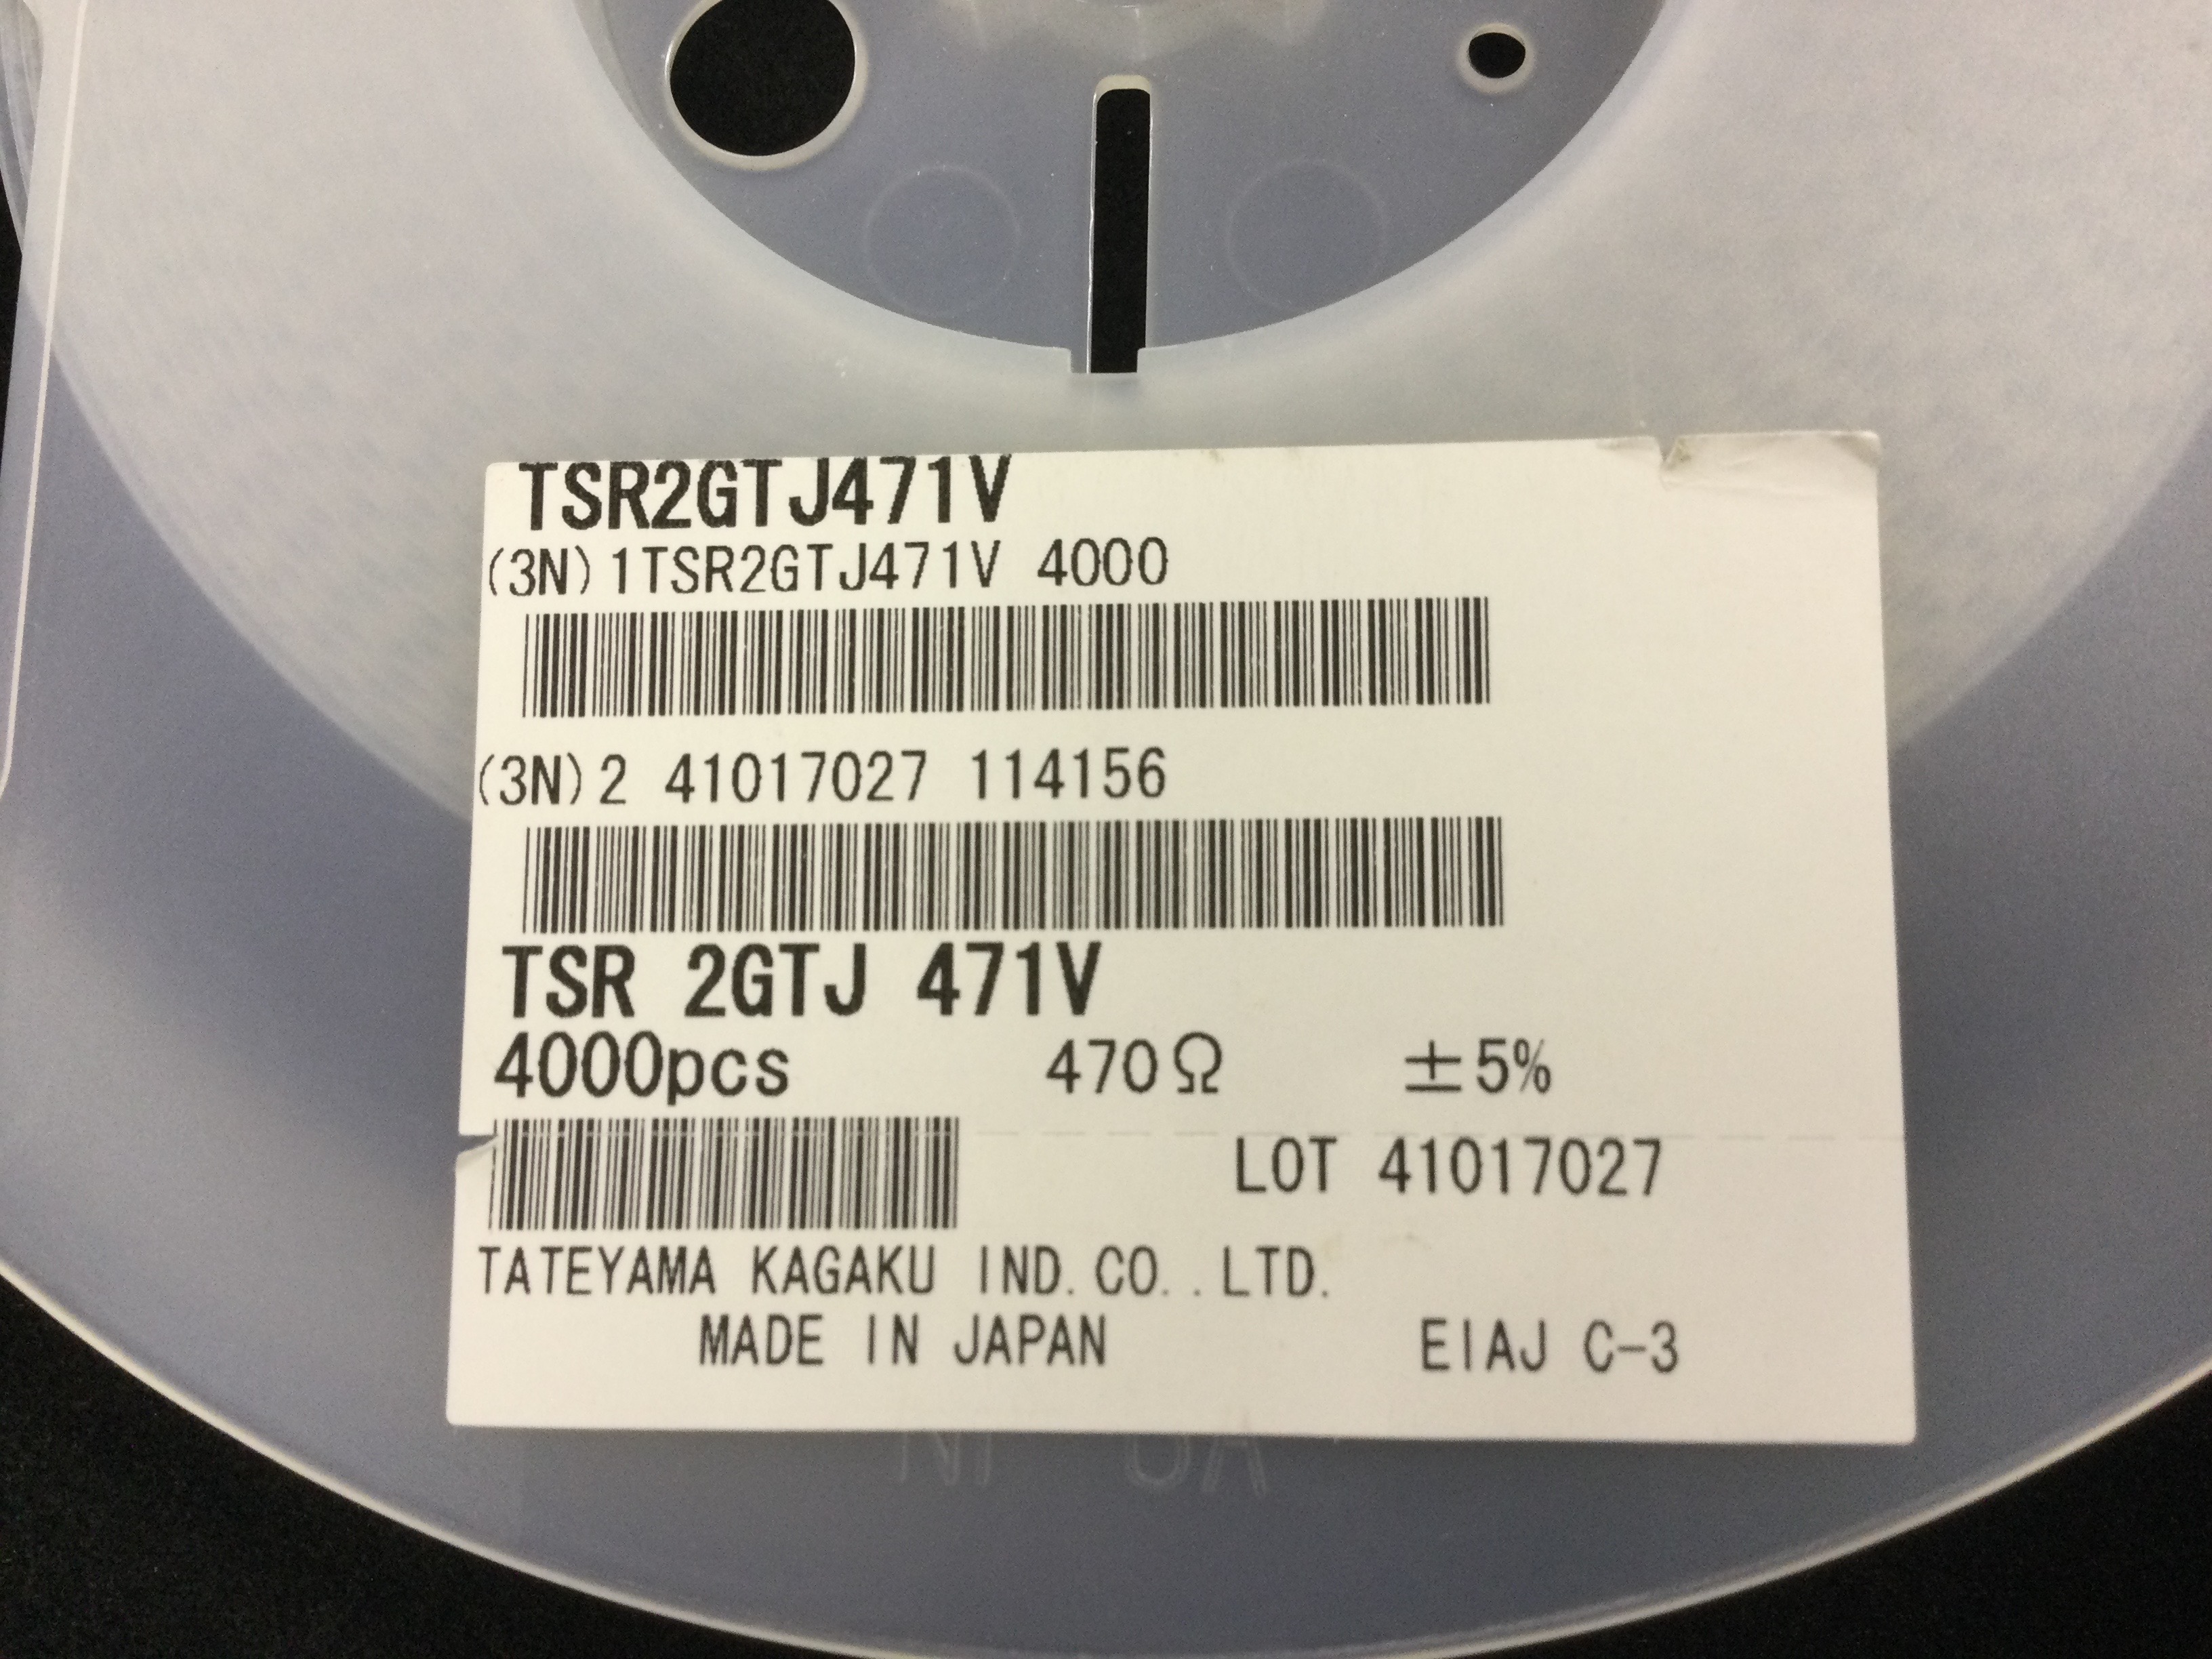 TSR2GTJ471V
(3N)1TSR2GTJ471V 4000
(3N)2 41017027 114156
TSR 2GTJ 471V
4000pcs 470Ω ±5%
LOT 41017027
TATEYAMA KAGAKU IND.CO..LTD.
MADE IN JAPAN EIAJ C-3